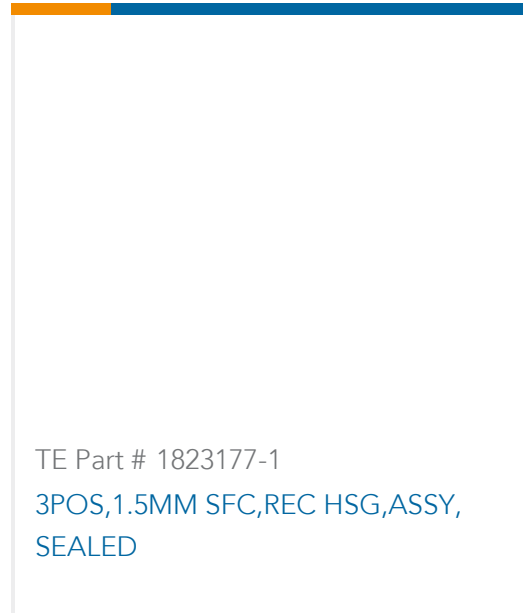 TE Part # 1823177-1
3POS,1.5MM SFC,REC HSG,ASSY,
SEALED